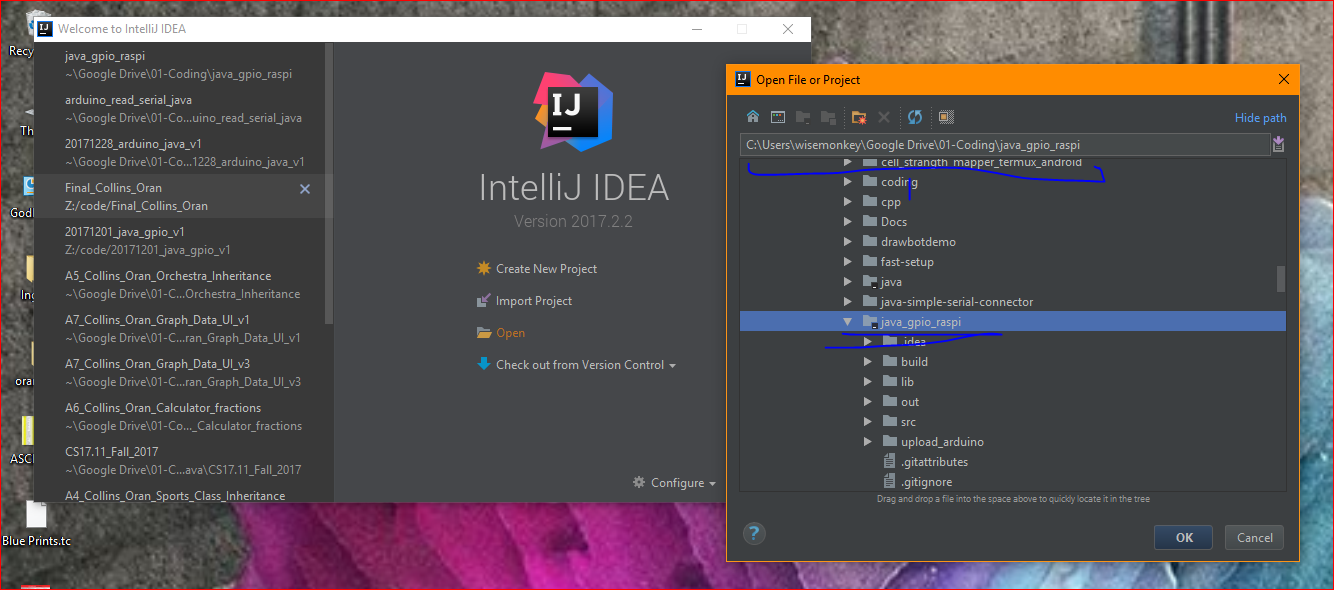 Recy
Th
Godl
Ing
oran
ASCI
Blue Prints.tc
IJ
Welcome to IntelliJ IDEA
java_gpio_raspi
~\Google Drive\01-Coding\java_gpio_raspi
arduino_read_serial_java
~\Google Drive\01-Co...uino_read_serial_java
20171228_arduino_java_v1
~\Google Drive\01-Co...1228_arduino_java_v1
Final_Collins_Oran
Z:/code/Final_Collins_Oran
20171201_java_gpio_v1
Z:/code/20171201_java_gpio_v1
A5_Collins_Oran_Orchestra_Inheritance
~\Google Drive\01-C...Orchestra_Inheritance
A7_Collins_Oran_Graph_Data_UI_v1
~\Google Drive\01-C...ran_Graph_Data_UI_v1
A7_Collins_Oran_Graph_Data_UI_v3
~\Google Drive\01-C...ran_Graph_Data_UI_v3
A6_Collins_Oran_Calculator_fractions
~\Google Drive\01-Co..._Calculator_fractions
CS17.11_Fall_2017
~\Google Drive\01-C...ava\CS17.11_Fall_2017
A4_Collins_Oran_Sports_Class_Inheritance
IJ
IntelliJ IDEA
Version 2017.2.2
Create New Project
Import Project
Open
Check out from Version Control
Configure
IJ
Open File or Project
Hide path
C:\Users\wisemonkey\Google Drive\01-Coding\java_gpio_raspi
cell_strangth_mapper_termux_android
coding
cpp
Docs
drawbotdemo
fast-setup
java
java-simple-serial-connector
java_gpio_raspi
.idea
build
lib
out
src
upload_arduino
.gitattributes
.gitignore
Drag and drop a file into the space above to quickly locate it in the tree
?
OK
Cancel